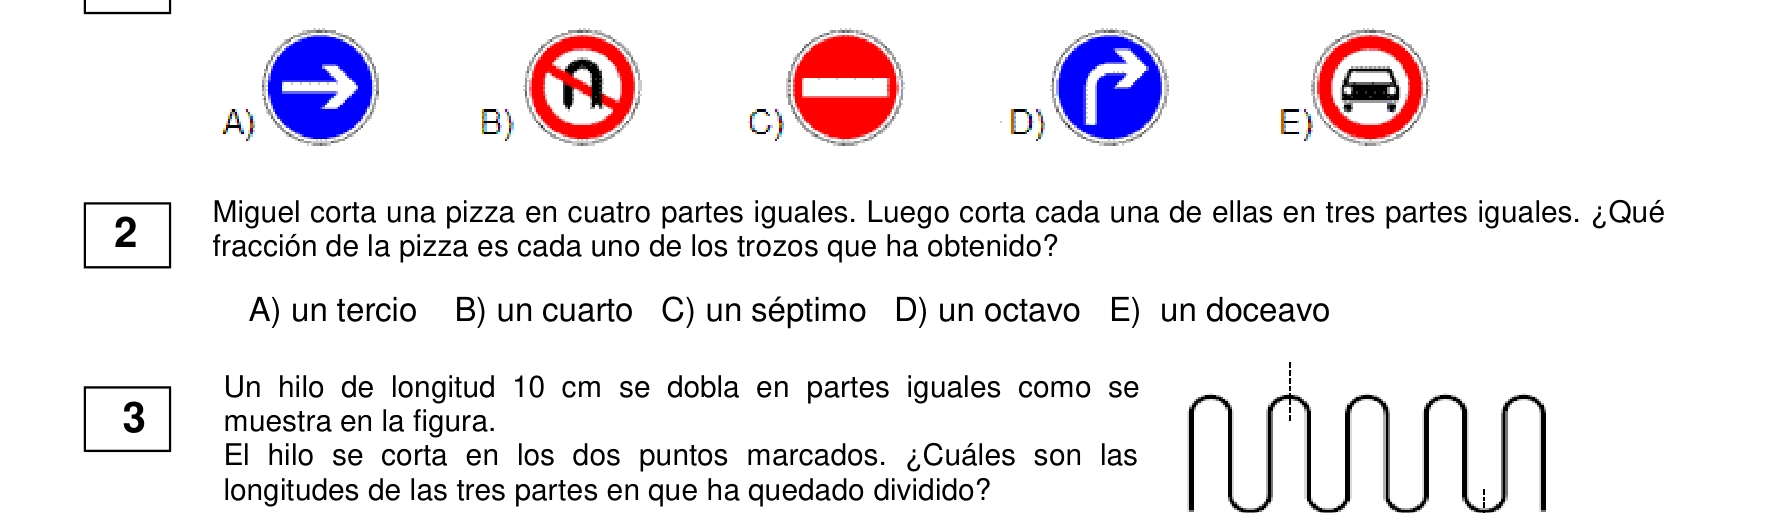 A) B) C) D) E)
2
Miguel corta una pizza en cuatro partes iguales. Luego corta cada una de ellas en tres partes iguales. ¿Qué
fracción de la pizza es cada uno de los trozos que ha obtenido?
A) un tercio B) un cuarto C) un séptimo D) un octavo E) un doceavo
3
Un hilo de longitud 10 cm se dobla en partes iguales como se
muestra en la figura.
El hilo se corta en los dos puntos marcados. ¿Cuáles son las
longitudes de las tres partes en que ha quedado dividido?